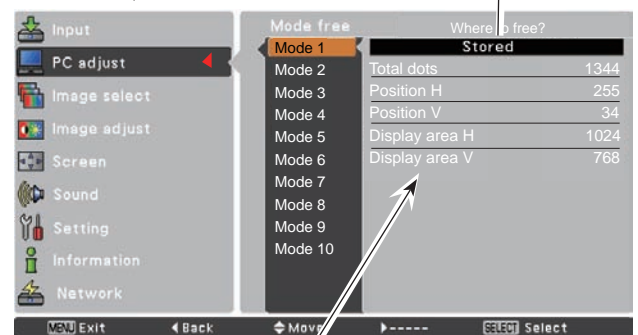 Input
PC adjust
Image select
Image adjust
Screen
Sound
Setting
Information
Network
Mode free
Mode 1
Mode 2
Mode 3
Mode 4
Mode 5
Mode 6
Mode 7
Mode 8
Mode 9
Mode 10
Where to free?
Stored
Total dots 1344
Position H 255
Position V 34
Display area H 1024
Display area V 768
MENU Exit Back Move ----- SELECT Select